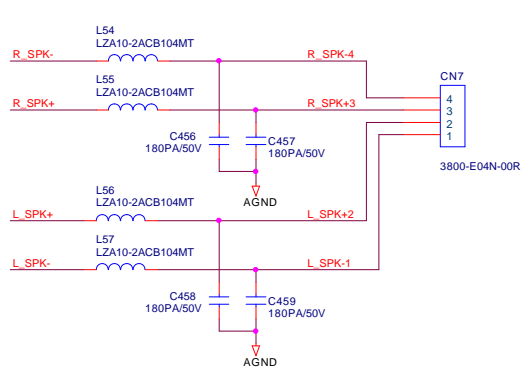 L54
LZA10-2ACB104MT
R_SPK-
R_SPK-4
L55
LZA10-2ACB104MT
CN7
R_SPK+
R_SPK+3
4
3
2
1
C456
180PA/50V
C457
180PA/50V
3800-E04N-00R
AGND
L56
LZA10-2ACB104MT
L_SPK+
L_SPK+2
L57
LZA10-2ACB104MT
L_SPK-
L_SPK-1
C458
180PA/50V
C459
180PA/50V
AGND